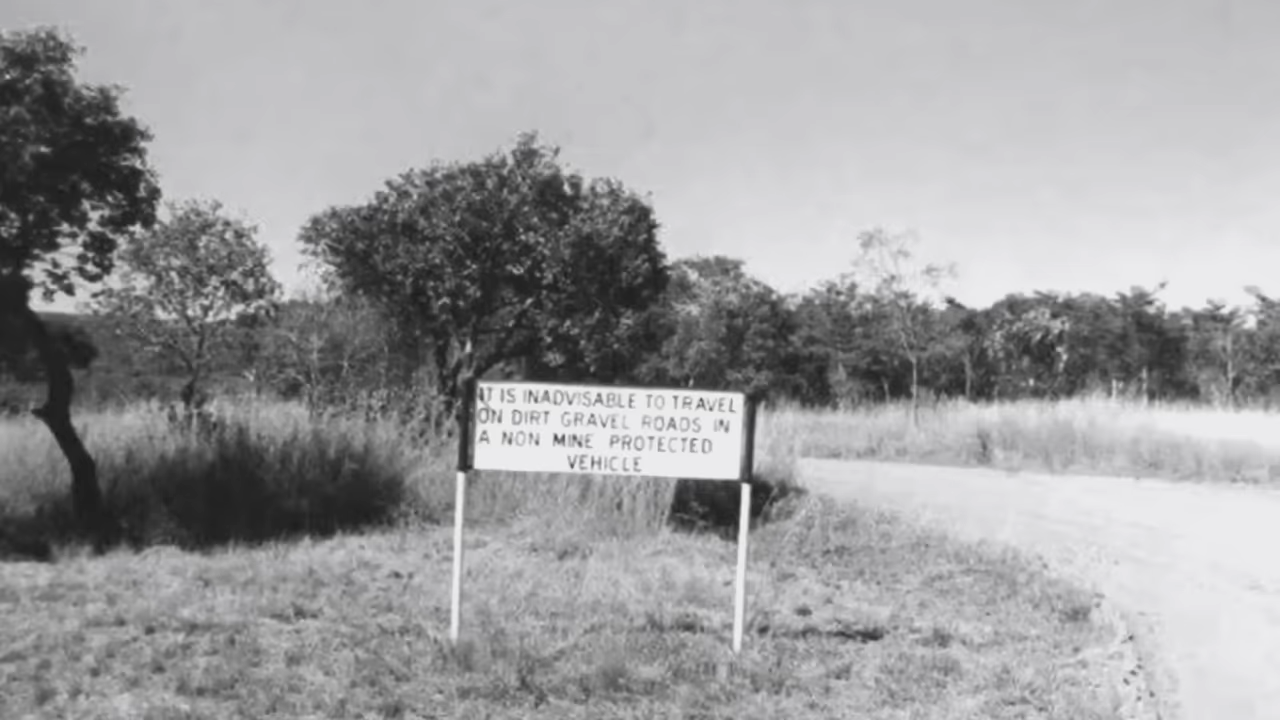 IT IS INADVISABLE TO TRAVEL
ON DIRT GRAVEL ROADS IN
A NON MINE PROTECTED
VEHICLE